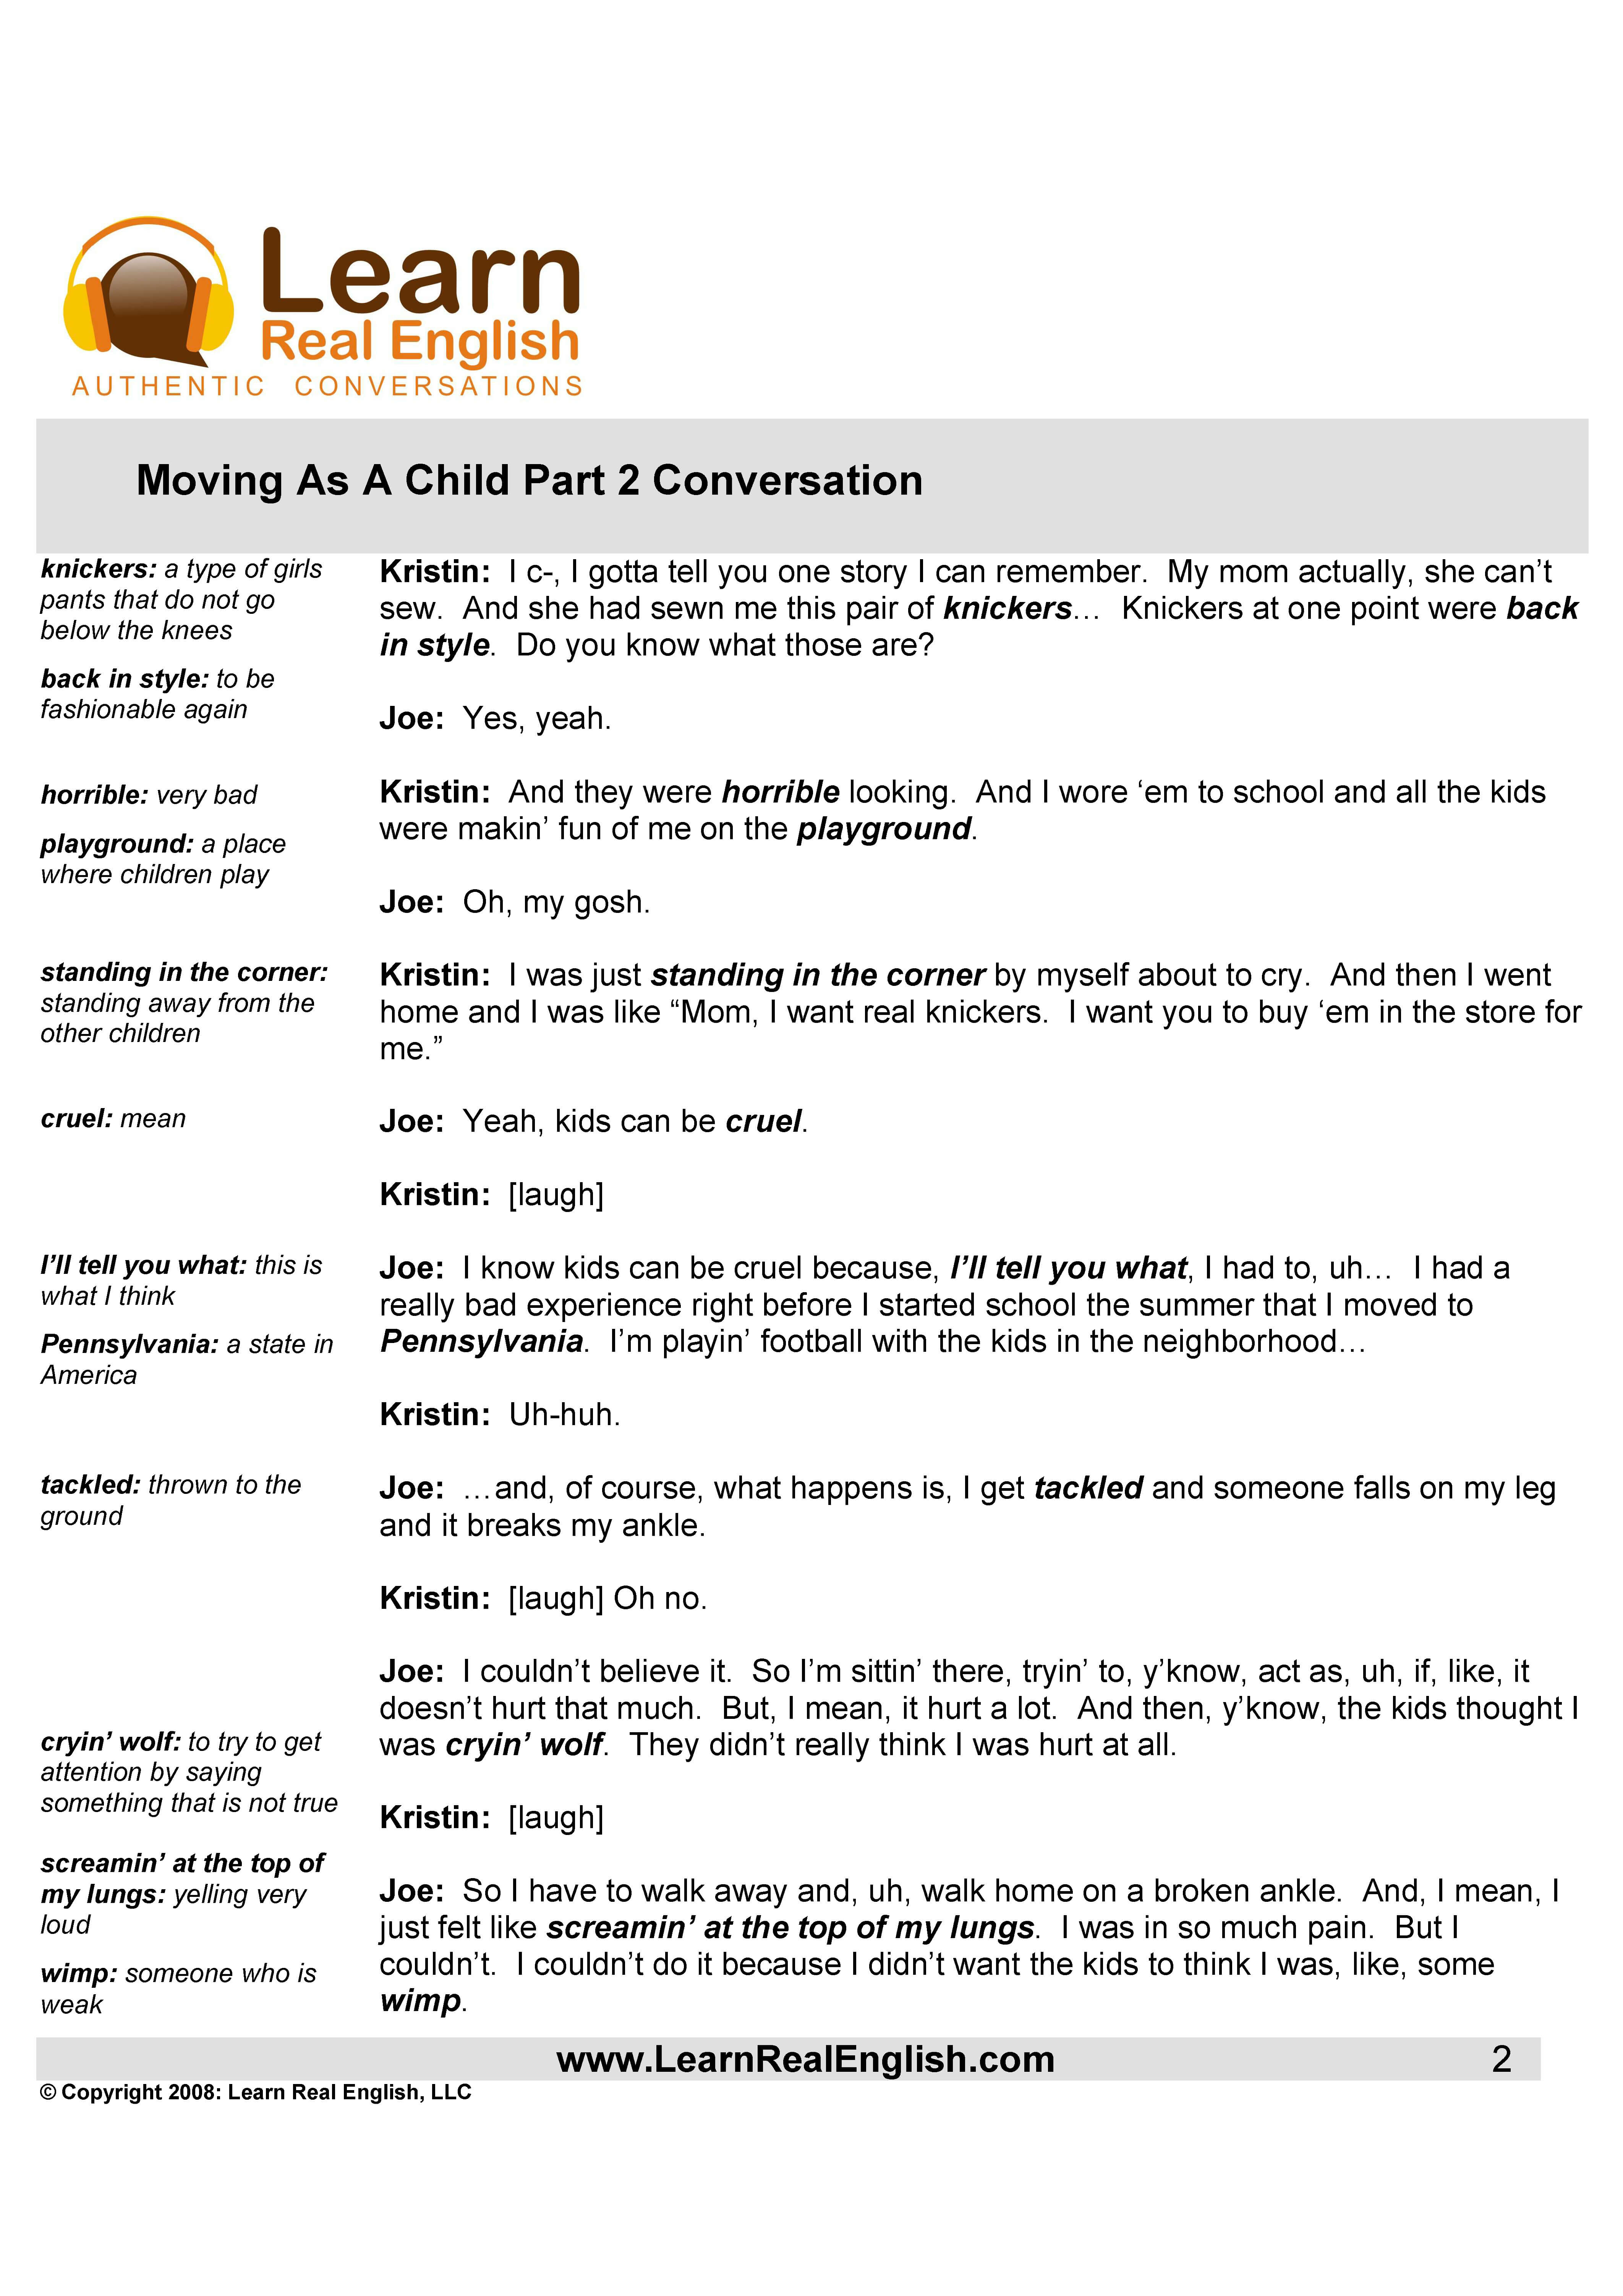 Learn
Real English
AUTHENTIC CONVERSATIONS
Moving As A Child Part 2 Conversation
knickers: a type of girls
pants that do not go
below the knees
back in style: to be
fashionable again
horrible: very bad
playground: a place
where children play
standing in the corner:
standing away from the
other children
cruel: mean
I’ll tell you what: this is
what I think
Pennsylvania: a state in
America
tackled: thrown to the
ground
cryin’ wolf: to try to get
attention by saying
something that is not true
screamin’ at the top of
my lungs: yelling very
loud
wimp: someone who is
weak
Kristin: I c-, I gotta tell you one story I can remember. My mom actually, she can’t
sew. And she had sewn me this pair of knickers… Knickers at one point were back
in style. Do you know what those are?
Joe: Yes, yeah.
Kristin: And they were horrible looking. And I wore ‘em to school and all the kids
were makin’ fun of me on the playground.
Joe: Oh, my gosh.
Kristin: I was just standing in the corner by myself about to cry. And then I went
home and I was like “Mom, I want real knickers. I want you to buy ‘em in the store for
me.”
Joe: Yeah, kids can be cruel.
Kristin: [laugh]
Joe: I know kids can be cruel because, I’ll tell you what, I had to, uh… I had a
really bad experience right before I started school the summer that I moved to
Pennsylvania. I’m playin’ football with the kids in the neighborhood…
Kristin: Uh-huh.
Joe: …and, of course, what happens is, I get tackled and someone falls on my leg
and it breaks my ankle.
Kristin: [laugh] Oh no.
Joe: I couldn’t believe it. So I’m sittin’ there, tryin’ to, y’know, act as, uh, if, like, it
doesn’t hurt that much. But, I mean, it hurt a lot. And then, y’know, the kids thought I
was cryin’ wolf. They didn’t really think I was hurt at all.
Kristin: [laugh]
Joe: So I have to walk away and, uh, walk home on a broken ankle. And, I mean, I
just felt like screamin’ at the top of my lungs. I was in so much pain. But I
couldn’t. I couldn’t do it because I didn’t want the kids to think I was, like, some
wimp.
www.LearnRealEnglish.com 2
© Copyright 2008: Learn Real English, LLC